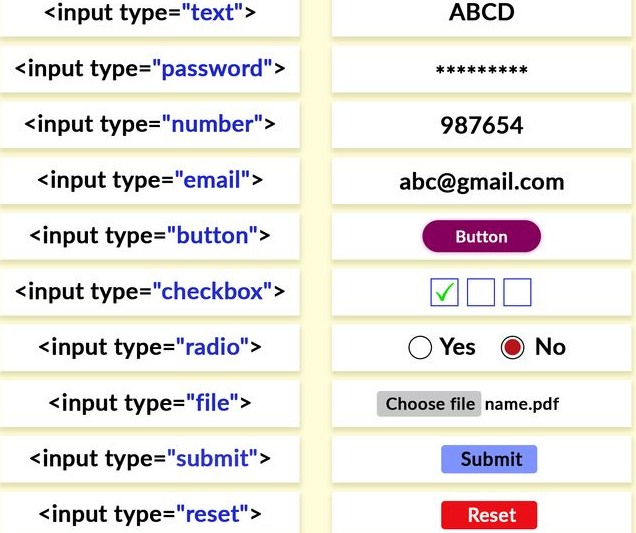 <input type="text"> ABCD
<input type="password"> *********
<input type="number"> 987654
<input type="email"> abc@gmail.com
<input type="button"> Button
<input type="checkbox">
<input type="radio"> Yes No
<input type="file"> Choose file name.pdf
<input type="submit"> Submit
<input type="reset"> Reset